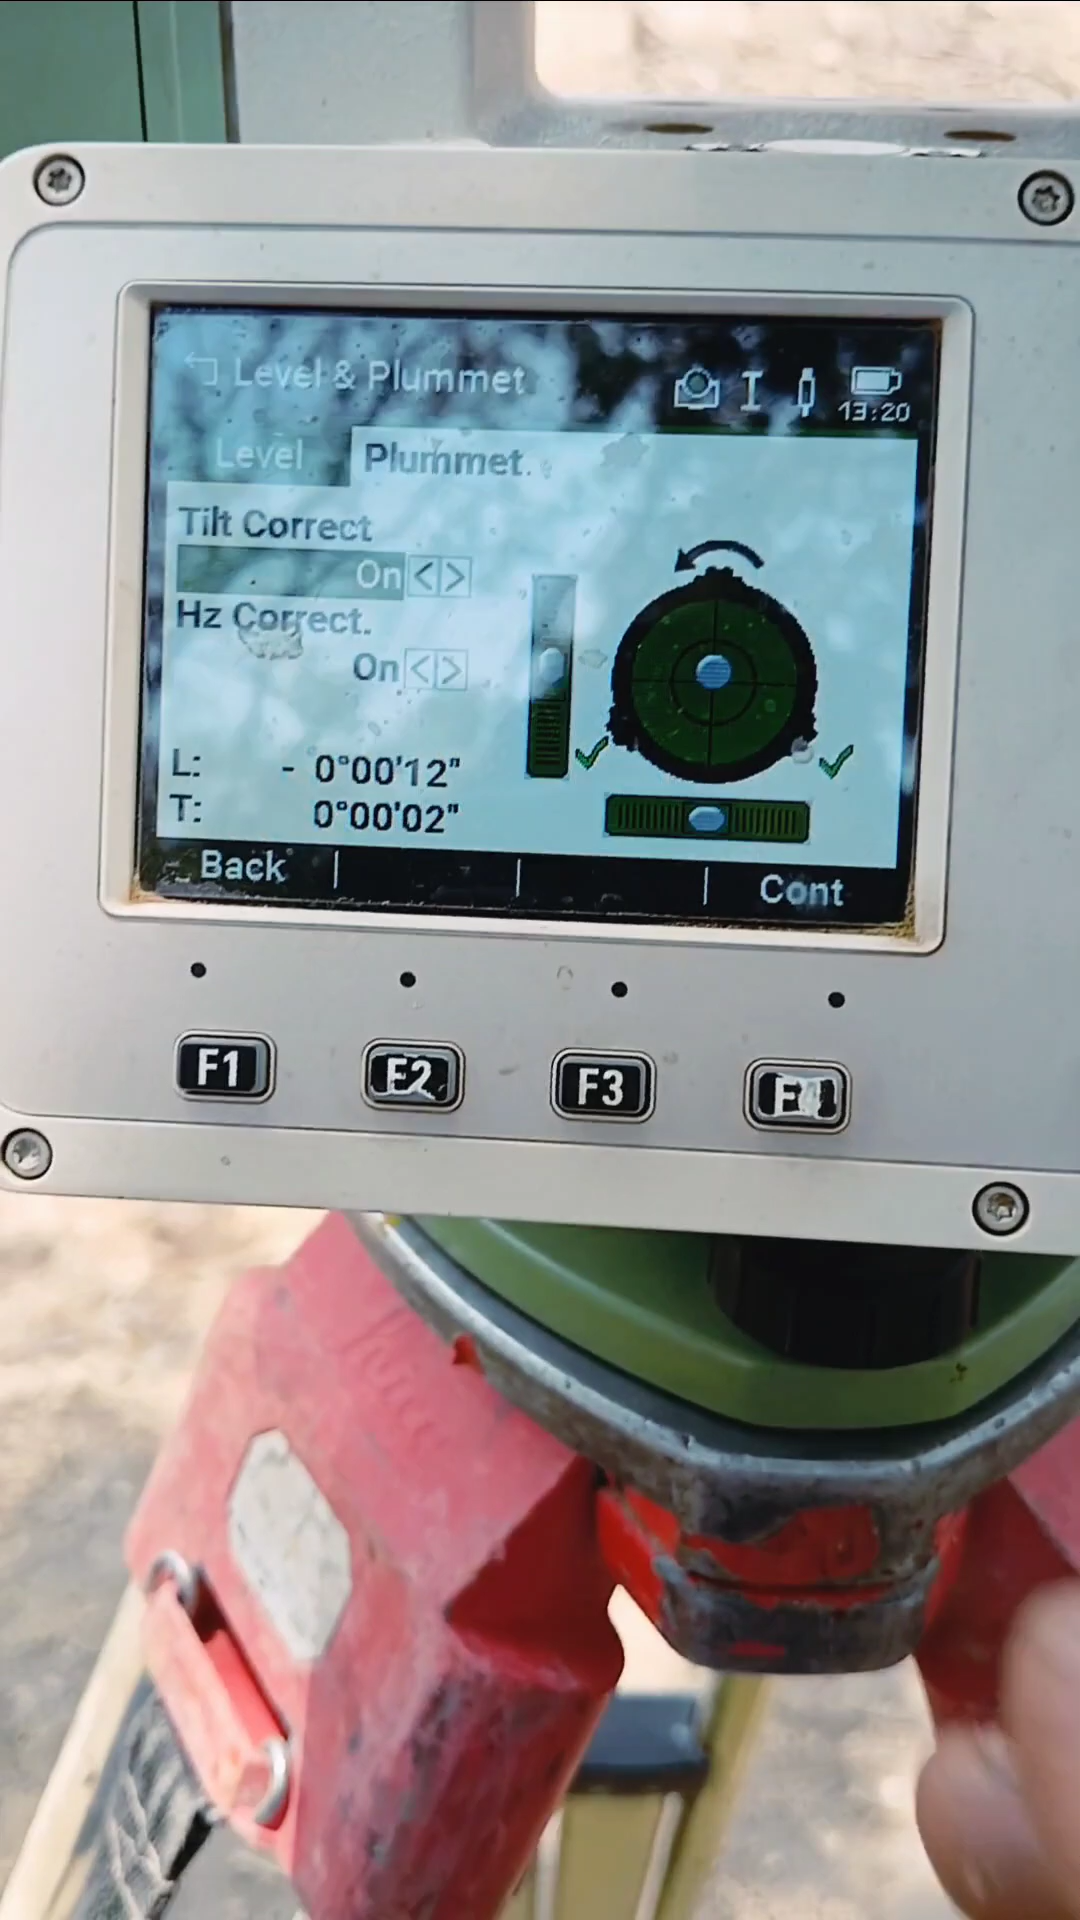 Level & Plummet
13:20
Level
Plummet
Tilt Correct
On
Hz Correct.
On
L: - 0°00'12"
T: 0°00'02"
Back
Cont
F1
F2
F3
F4